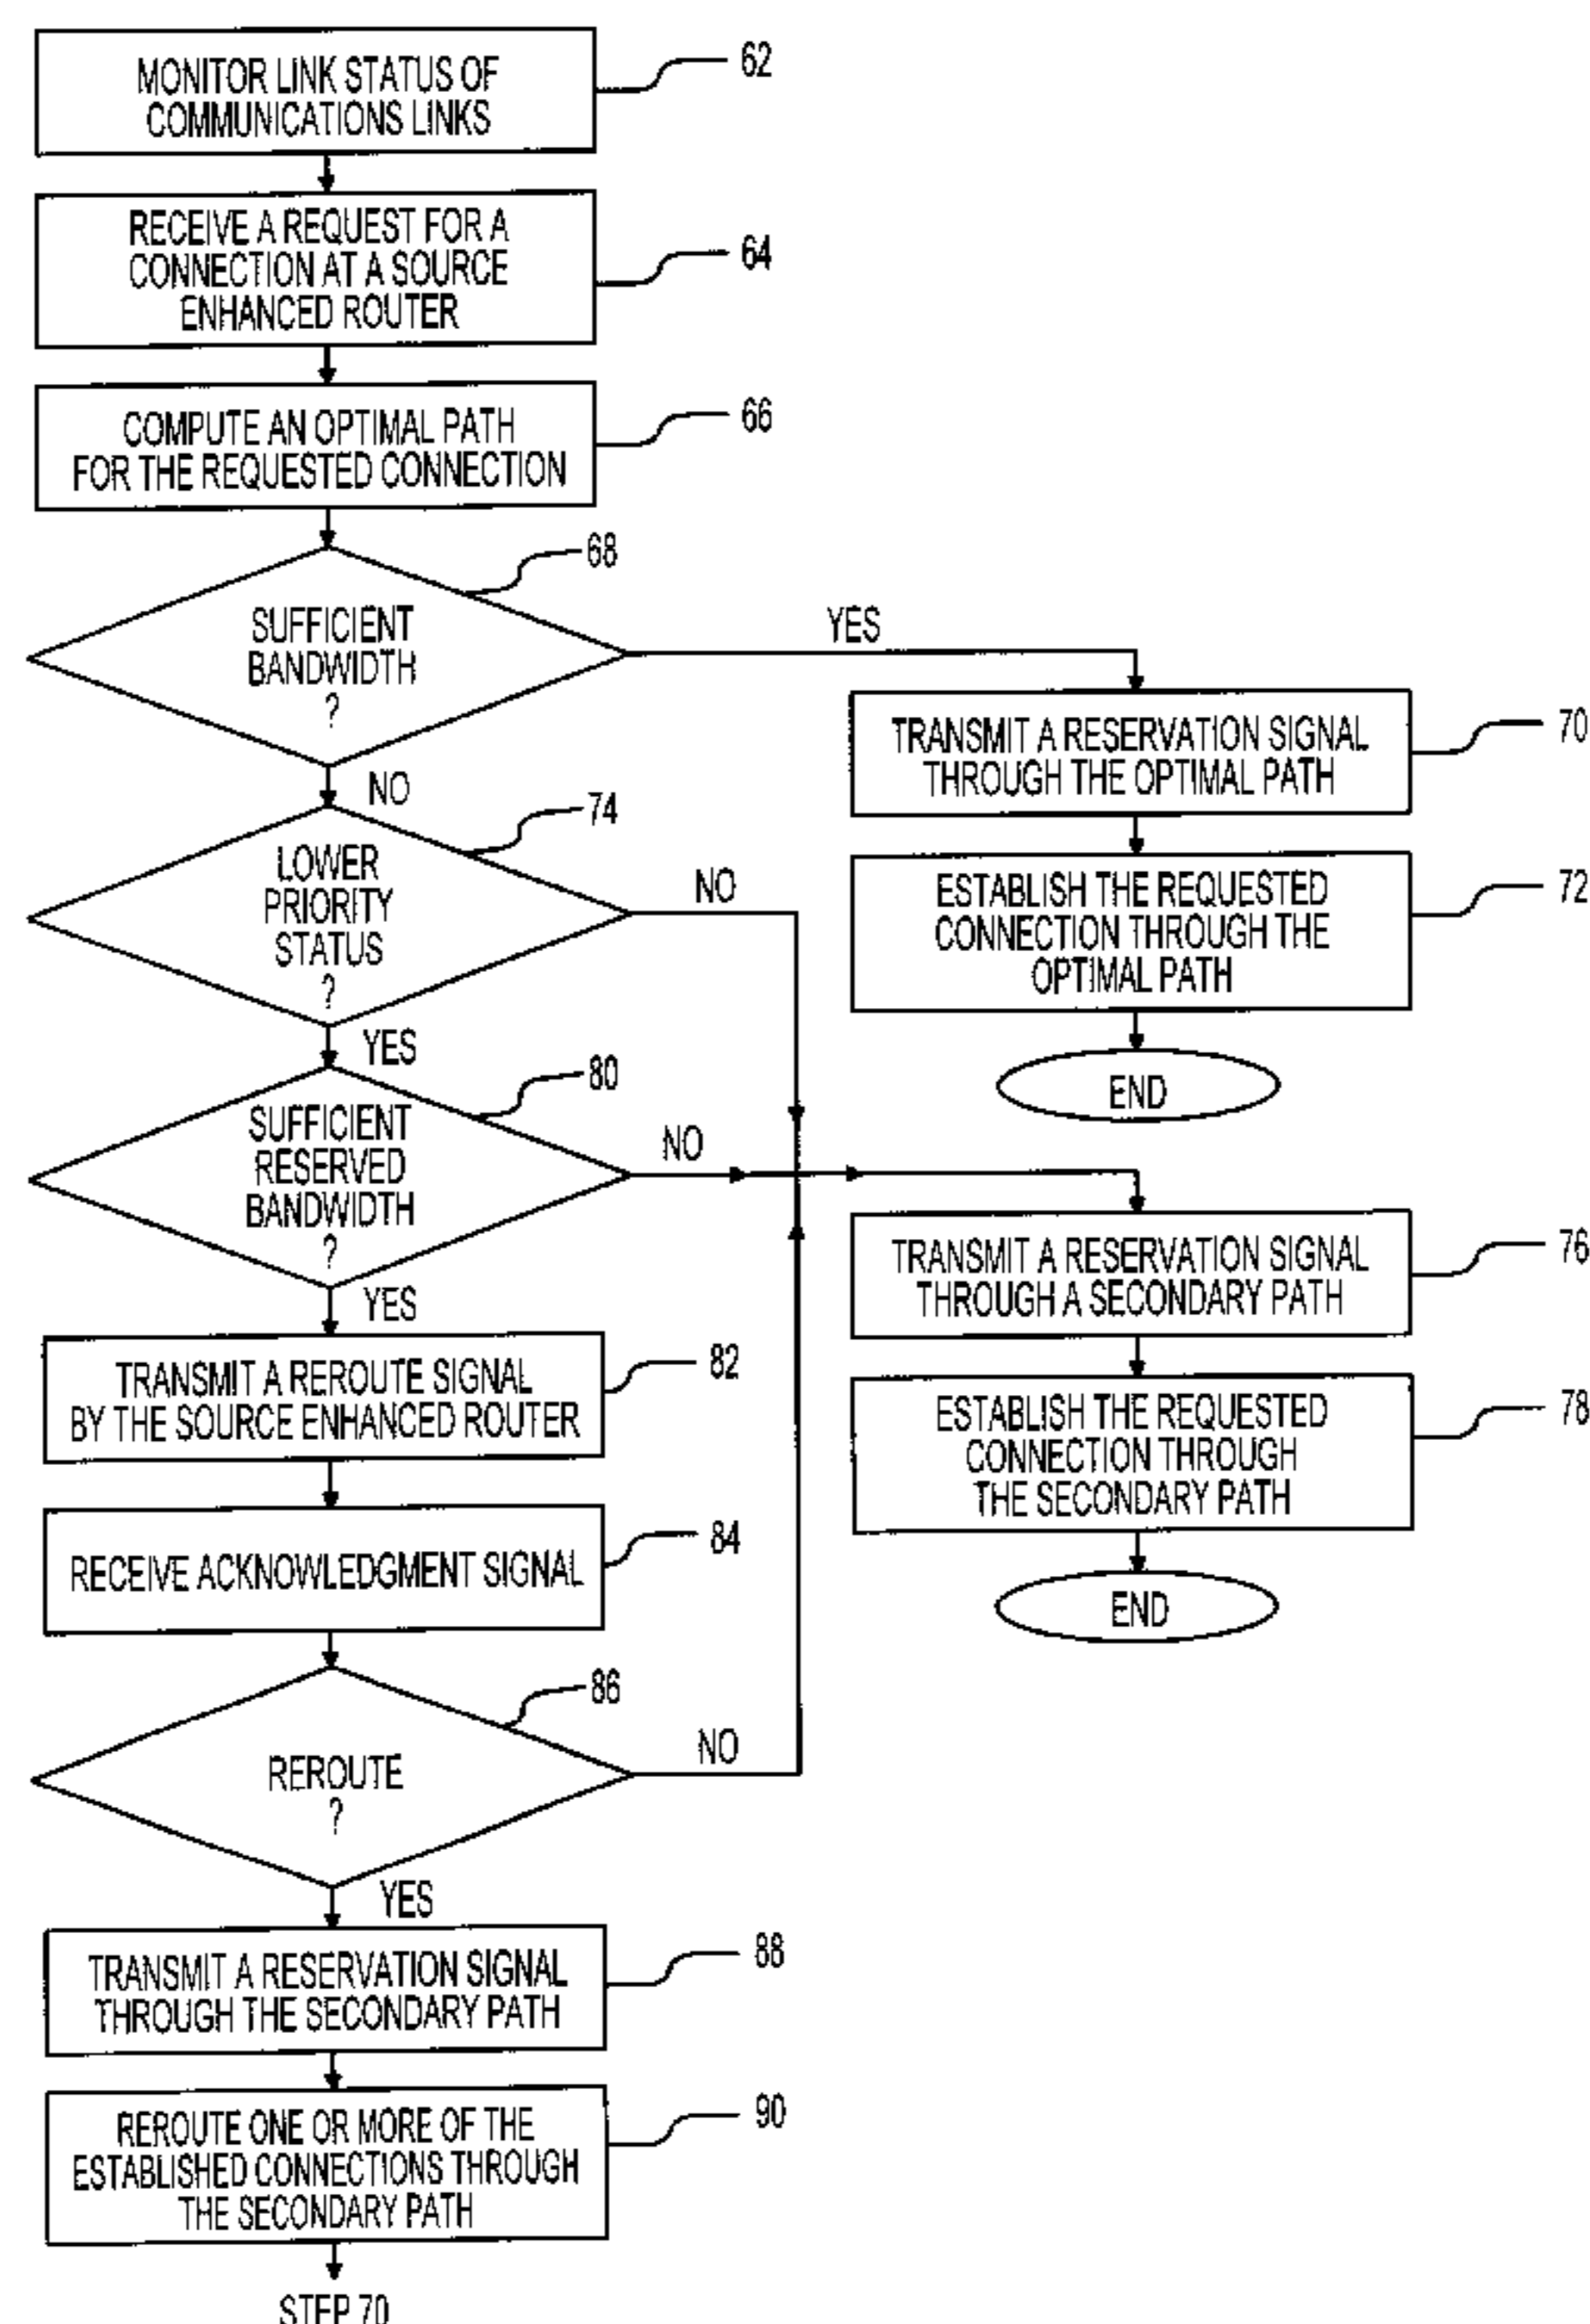 MONITOR LINK STATUS OF
COMMUNICATIONS LINKS
62
RECEIVE A REQUEST FOR A
CONNECTION AT A SOURCE
ENHANCED ROUTER
64
COMPUTE AN OPTIMAL PATH
FOR THE REQUESTED CONNECTION
66
SUFFICIENT
BANDWIDTH
?
68
YES
NO
TRANSMIT A RESERVATION SIGNAL
THROUGH THE OPTIMAL PATH
70
ESTABLISH THE REQUESTED
CONNECTION THROUGH THE
OPTIMAL PATH
72
END
LOWER
PRIORITY
STATUS
?
74
NO
YES
SUFFICIENT
RESERVED
BANDWIDTH
?
80
NO
YES
TRANSMIT A RESERVATION SIGNAL
THROUGH A SECONDARY PATH
76
ESTABLISH THE REQUESTED
CONNECTION THROUGH
THE SECONDARY PATH
78
END
TRANSMIT A REROUTE SIGNAL
BY THE SOURCE ENHANCED ROUTER
82
RECEIVE ACKNOWLEDGMENT SIGNAL
84
REROUTE
?
86
NO
YES
TRANSMIT A RESERVATION SIGNAL
THROUGH THE SECONDARY PATH
88
REROUTE ONE OR MORE OF THE
ESTABLISHED CONNECTIONS THROUGH
THE SECONDARY PATH
90
STEP 70